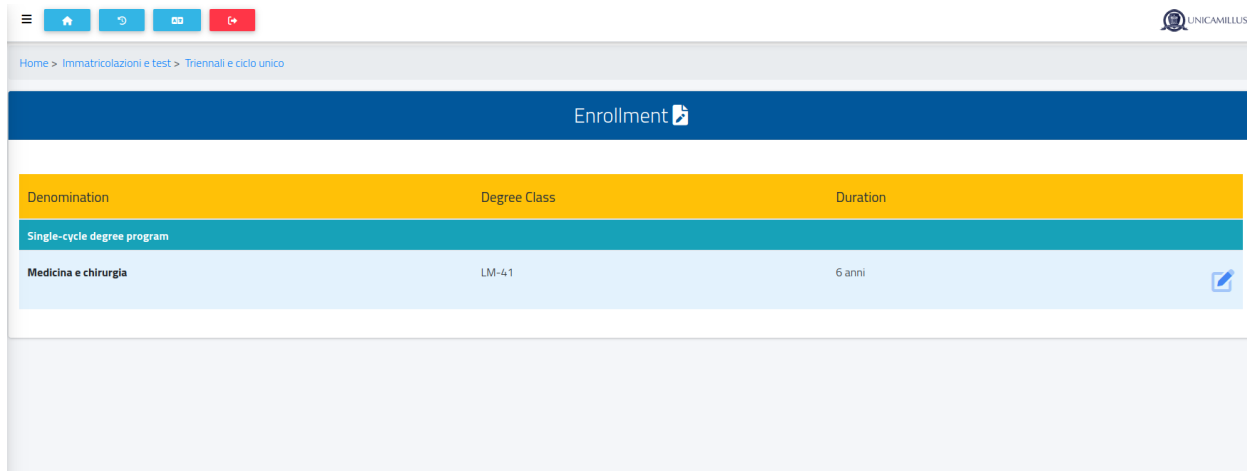 UNICAMILLUS
Home > Immatricolazioni e test > Triennali e ciclo unico
Enrollment
Denomination Degree Class Duration
Single-cycle degree program
Medicina e chirurgia LM-41 6 anni